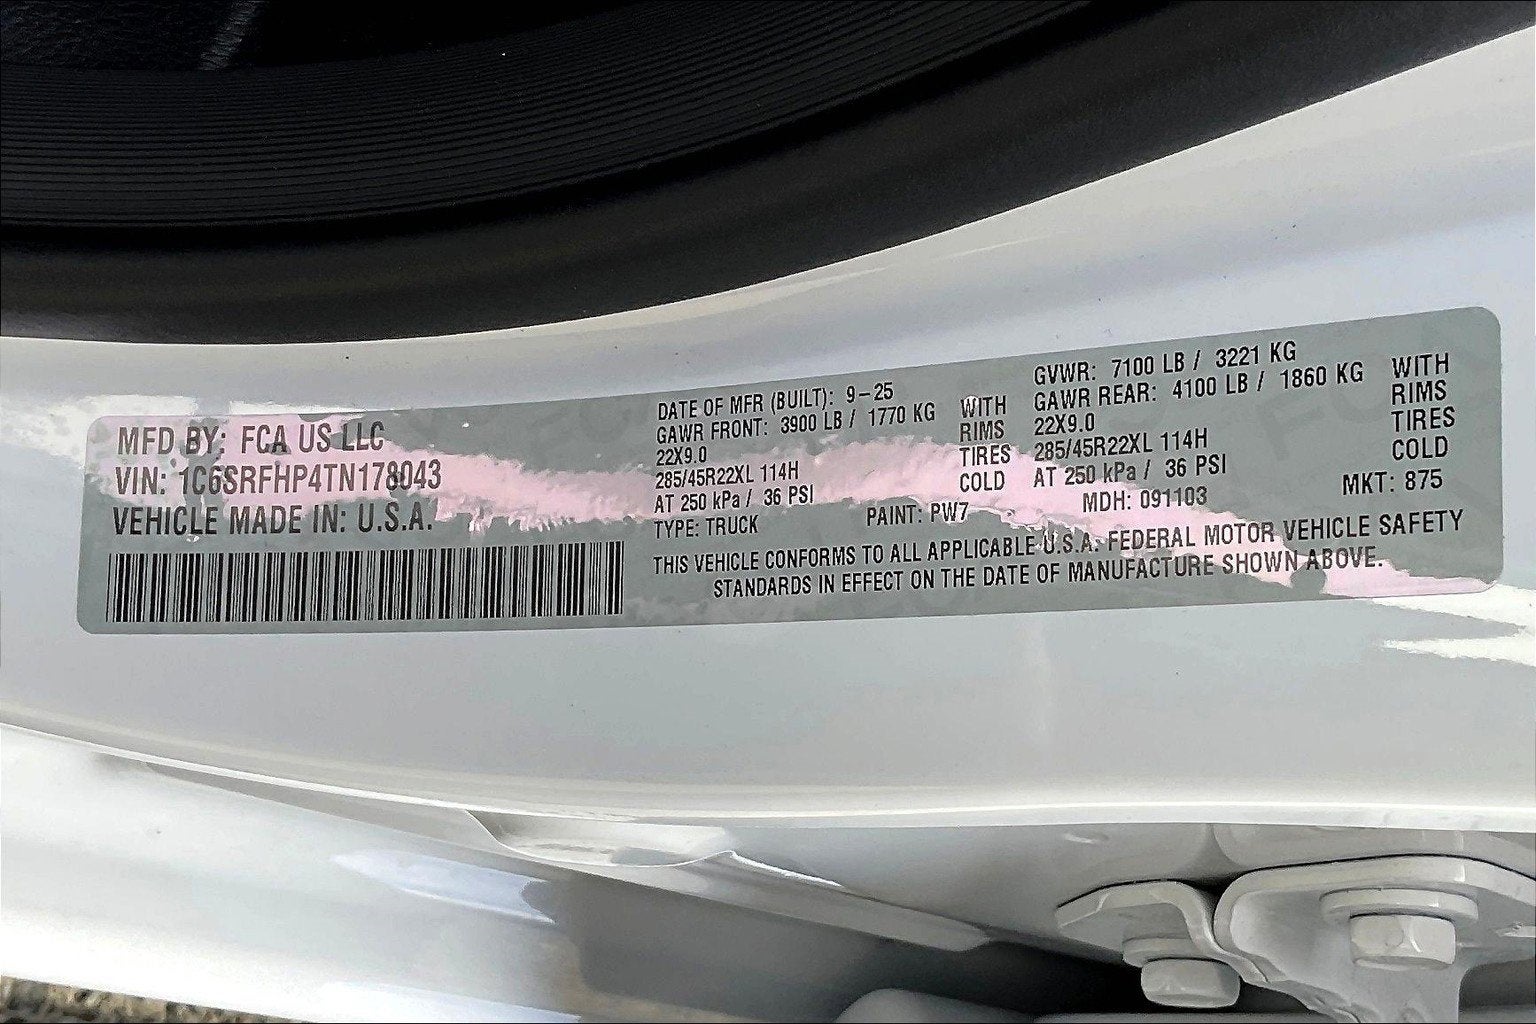 MFD BY: FCA US LLC
VIN: 1C6SRFHP4TN178043
VEHICLE MADE IN: U.S.A.
DATE OF MFR (BUILT): 9-25
GAWR FRONT: 3900 LB / 1770 KG WITH
22X9.0 RIMS
285/45R22XL 114H TIRES
AT 250 kPa / 36 PSI COLD
TYPE: TRUCK PAINT: PW7
GVWR: 7100 LB / 3221 KG
GAWR REAR: 4100 LB / 1860 KG WITH
22X9.0 RIMS
285/45R22XL 114H TIRES
AT 250 kPa / 36 PSI COLD
MDH: 091103 MKT: 875
THIS VEHICLE CONFORMS TO ALL APPLICABLE U.S.A. FEDERAL MOTOR VEHICLE SAFETY
STANDARDS IN EFFECT ON THE DATE OF MANUFACTURE SHOWN ABOVE.